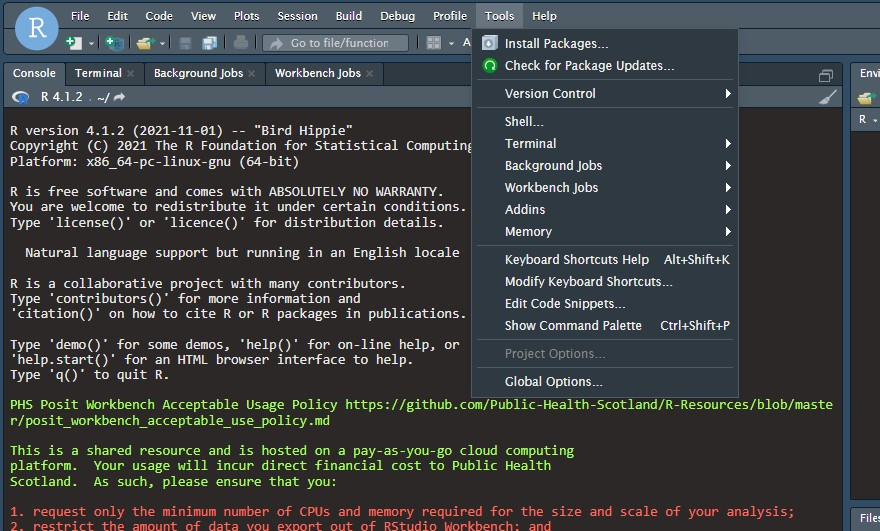 R
File Edit Code View Plots Session Build Debug Profile Tools Help
Go to file/function
A
Install Packages...
Check for Package Updates...
Version Control
Shell...
Terminal
Background Jobs
Workbench Jobs
Addins
Memory
Keyboard Shortcuts Help Alt+Shift+K
Modify Keyboard Shortcuts...
Edit Code Snippets...
Show Command Palette Ctrl+Shift+P
Project Options...
Global Options...
Console Terminal Background Jobs Workbench Jobs
R 4.1.2 . ~/
R version 4.1.2 (2021-11-01) -- "Bird Hippie"
Copyright (C) 2021 The R Foundation for Statistical Computing
Platform: x86_64-pc-linux-gnu (64-bit)
R is free software and comes with ABSOLUTELY NO WARRANTY.
You are welcome to redistribute it under certain conditions.
Type 'license()' or 'licence()' for distribution details.
Natural language support but running in an English locale
R is a collaborative project with many contributors.
Type 'contributors()' for more information and
'citation()' on how to cite R or R packages in publications.
Type 'demo()' for some demos, 'help()' for on-line help, or
'help.start()' for an HTML browser interface to help.
Type 'q()' to quit R.
PHS Posit Workbench Acceptable Usage Policy https://github.com/Public-Health-Scotland/R-Resources/blob/maste
r/posit_workbench_acceptable_use_policy.md
This is a shared resource and is hosted on a pay-as-you-go cloud computing
platform. Your usage will incur direct financial cost to Public Health
Scotland. As such, please ensure that you:
1. request only the minimum number of CPUs and memory required for the size and scale of your analysis;
2. restrict the amount of data you export out of RStudio Workbench; and
Envi
R
Files